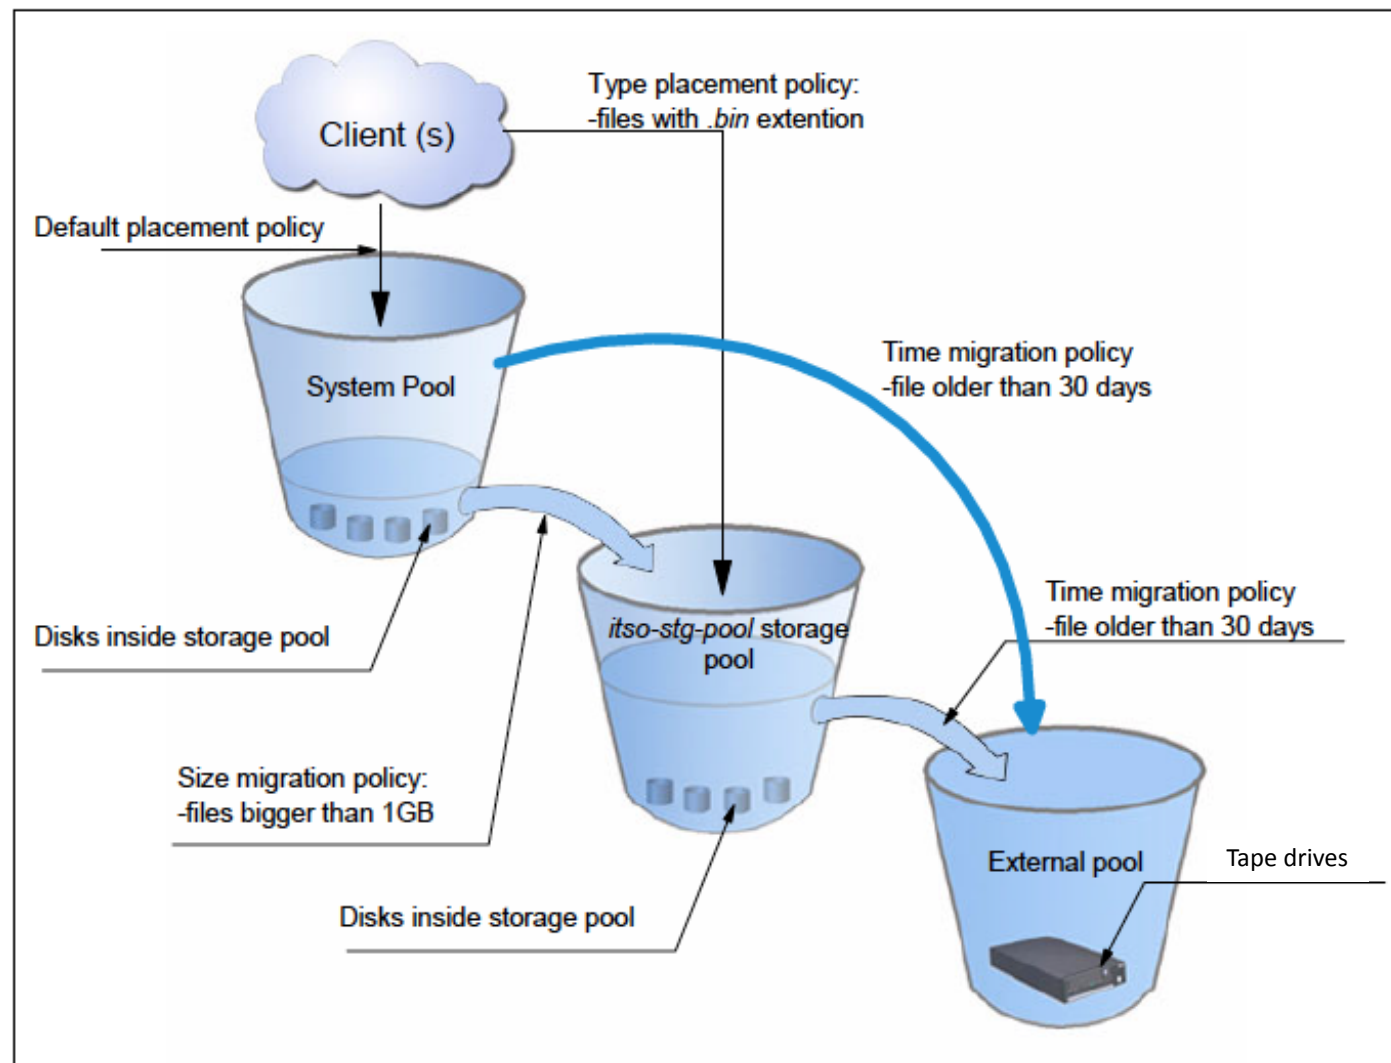 Type placement policy:
-files with .bin extention
Client (s)
Default placement policy
Time migration policy
-file older than 30 days
System Pool
Time migration policy
-file older than 30 days
Disks inside storage pool
itso-stg-pool storage
pool
Size migration policy:
-files bigger than 1GB
External pool
Tape drives
Disks inside storage pool